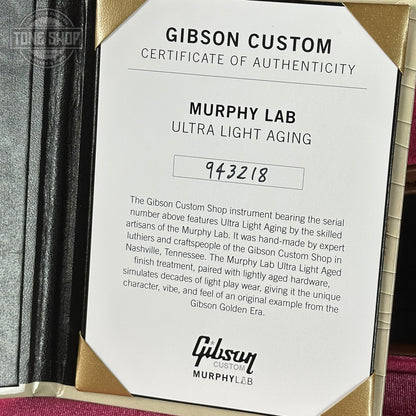 TONE SHOP
GIBSON CUSTOM
CERTIFICATE OF AUTHENTICITY
MURPHY LAB
ULTRA LIGHT AGING
943218
The Gibson Custom Shop instrument bearing the serial
number above features Ultra Light Aging by the skilled
artisans of the Murphy Lab. It was hand-made by expert
luthiers and craftspeople of the Gibson Custom Shop in
Nashville, Tennessee. The Murphy Lab Ultra Light Aged
finish treatment, paired with lightly aged hardware,
simulates decades of light play wear, giving it the unique
character, vibe, and feel of an original example from the
Gibson Golden Era.
Gibson
CUSTOM
MURPHYLAB